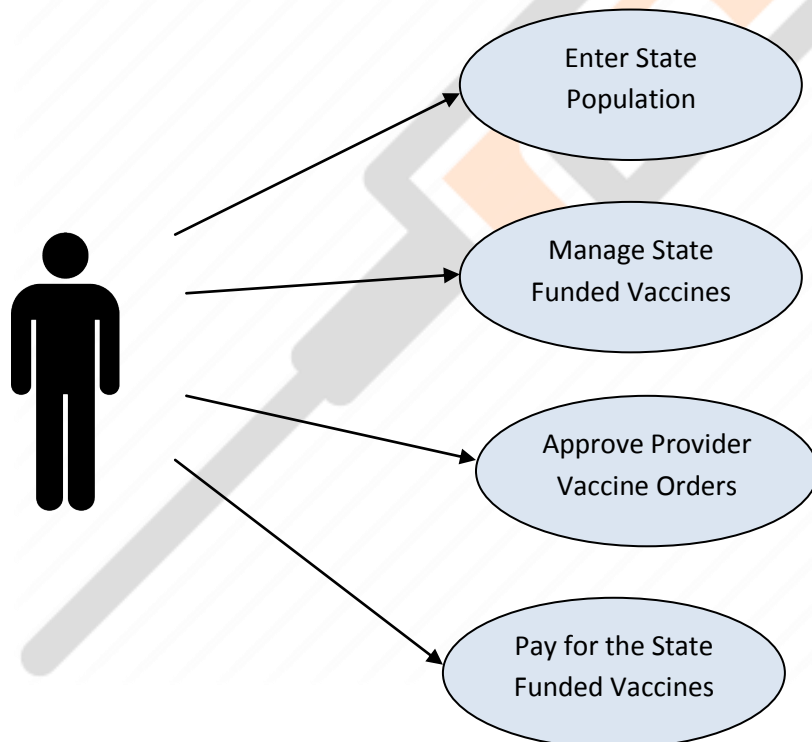 Enter State
Population
Manage State
Funded Vaccines
Approve Provider
Vaccine Orders
Pay for the State
Funded Vaccines